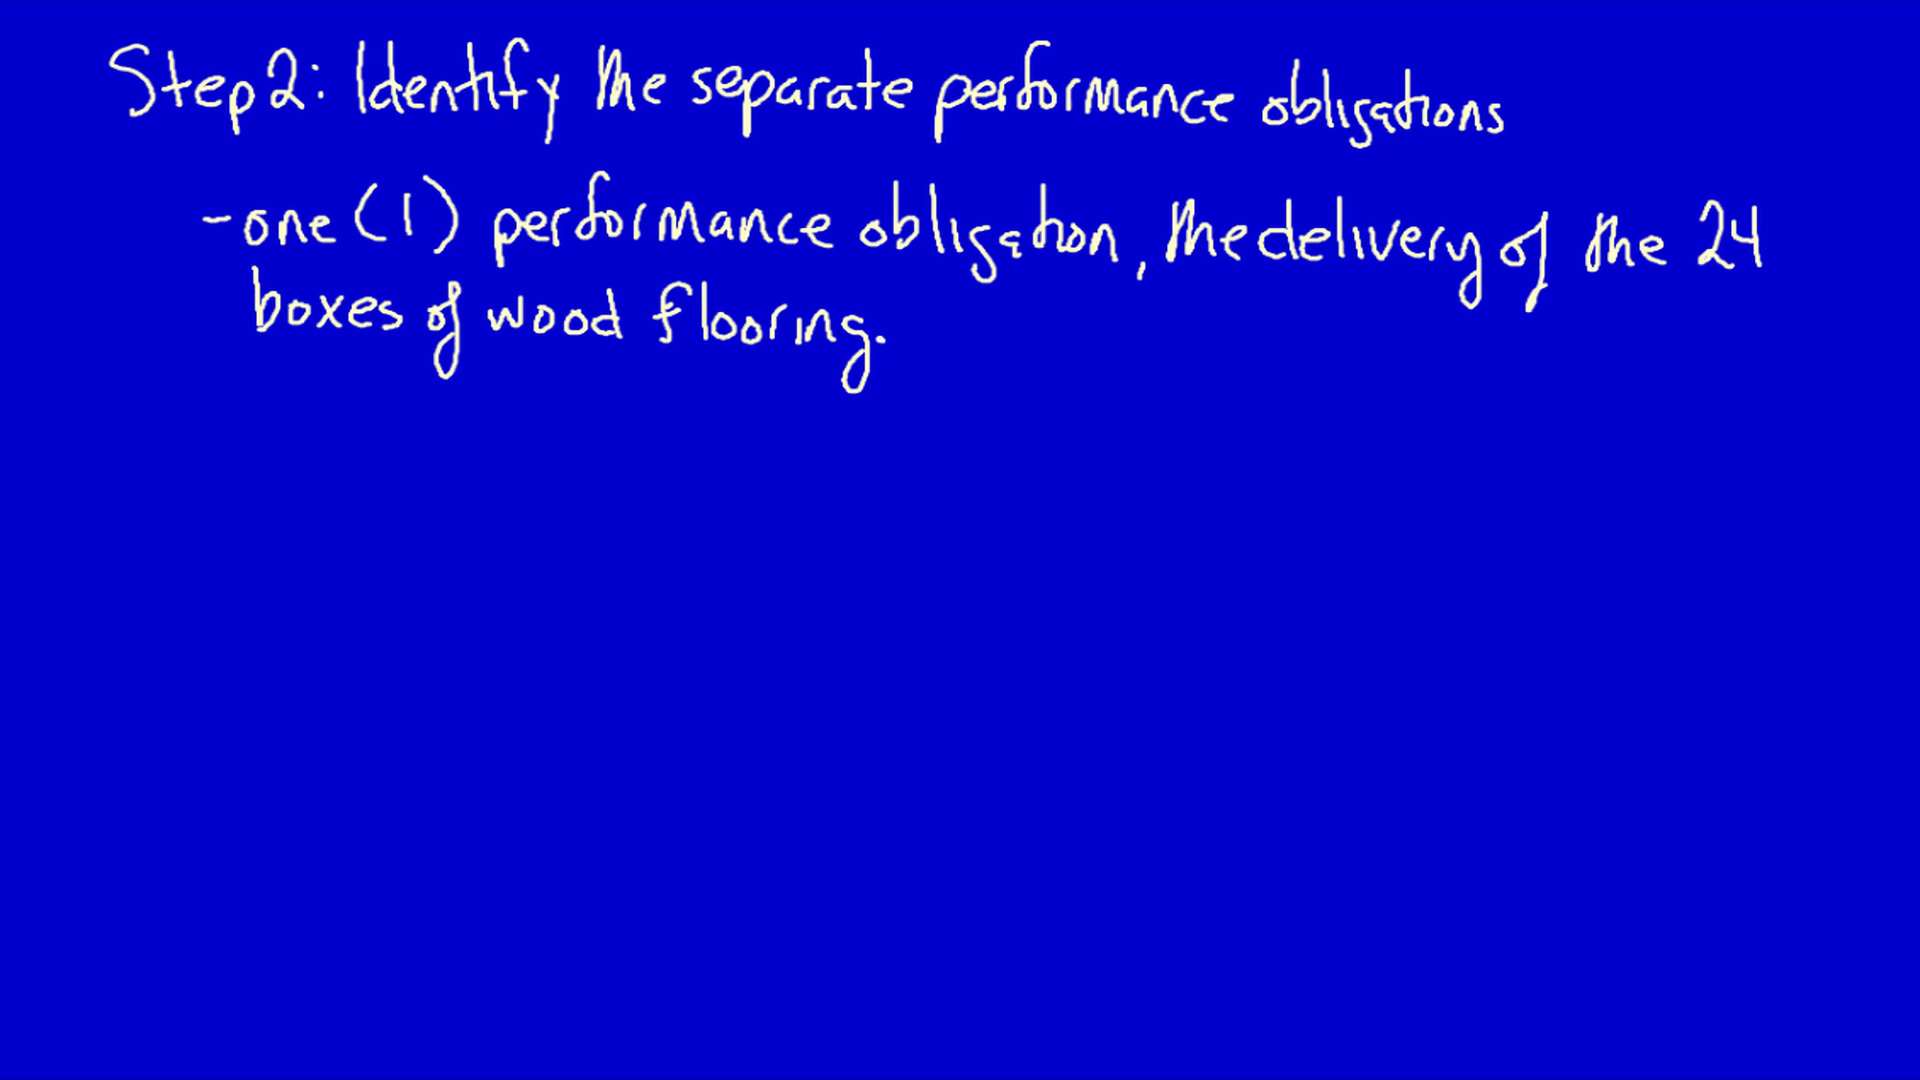 Step 2: Identify the separate performance obligations
- one (1) performance obligation, the delivery of the 24
boxes of wood flooring.